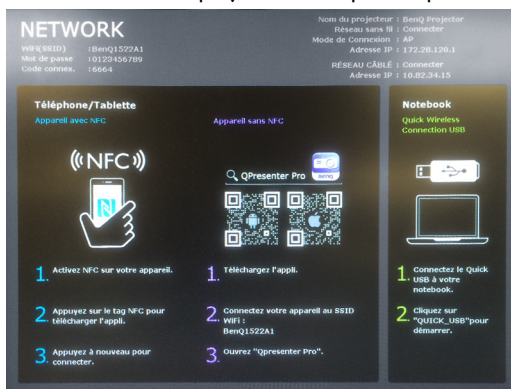 NETWORK
WiFi(SSID) :BenQ1522A1
Mot de passe :0123456789
Code connex. :6664
Nom du projecteur : BenQ Projector
Réseau sans fil : Connecter
Mode de Connexion : AP
Adresse IP : 172.28.120.1
RÉSEAU CÂBLÉ : Connecter
Adresse IP : 10.82.34.15
Téléphone/Tablette
Appareil avec NFC
NFC
N
1. Activez NFC sur votre appareil.
2. Appuyez sur le tag NFC pour
télécharger l'appli.
3. Appuyez à nouveau pour
connecter.
Appareil sans NFC
QPresenter Pro
BenQ
1. Téléchargez l'appli.
2. Connectez votre appareil au SSID
WiFi :
BenQ1522A1
3. Ouvrez "Qpresenter Pro".
Notebook
Quick Wireless
Connection USB
1. Connectez le Quick
USB à votre
notebook.
2. Cliquez sur
"QUICK_USB"pour
démarrer.